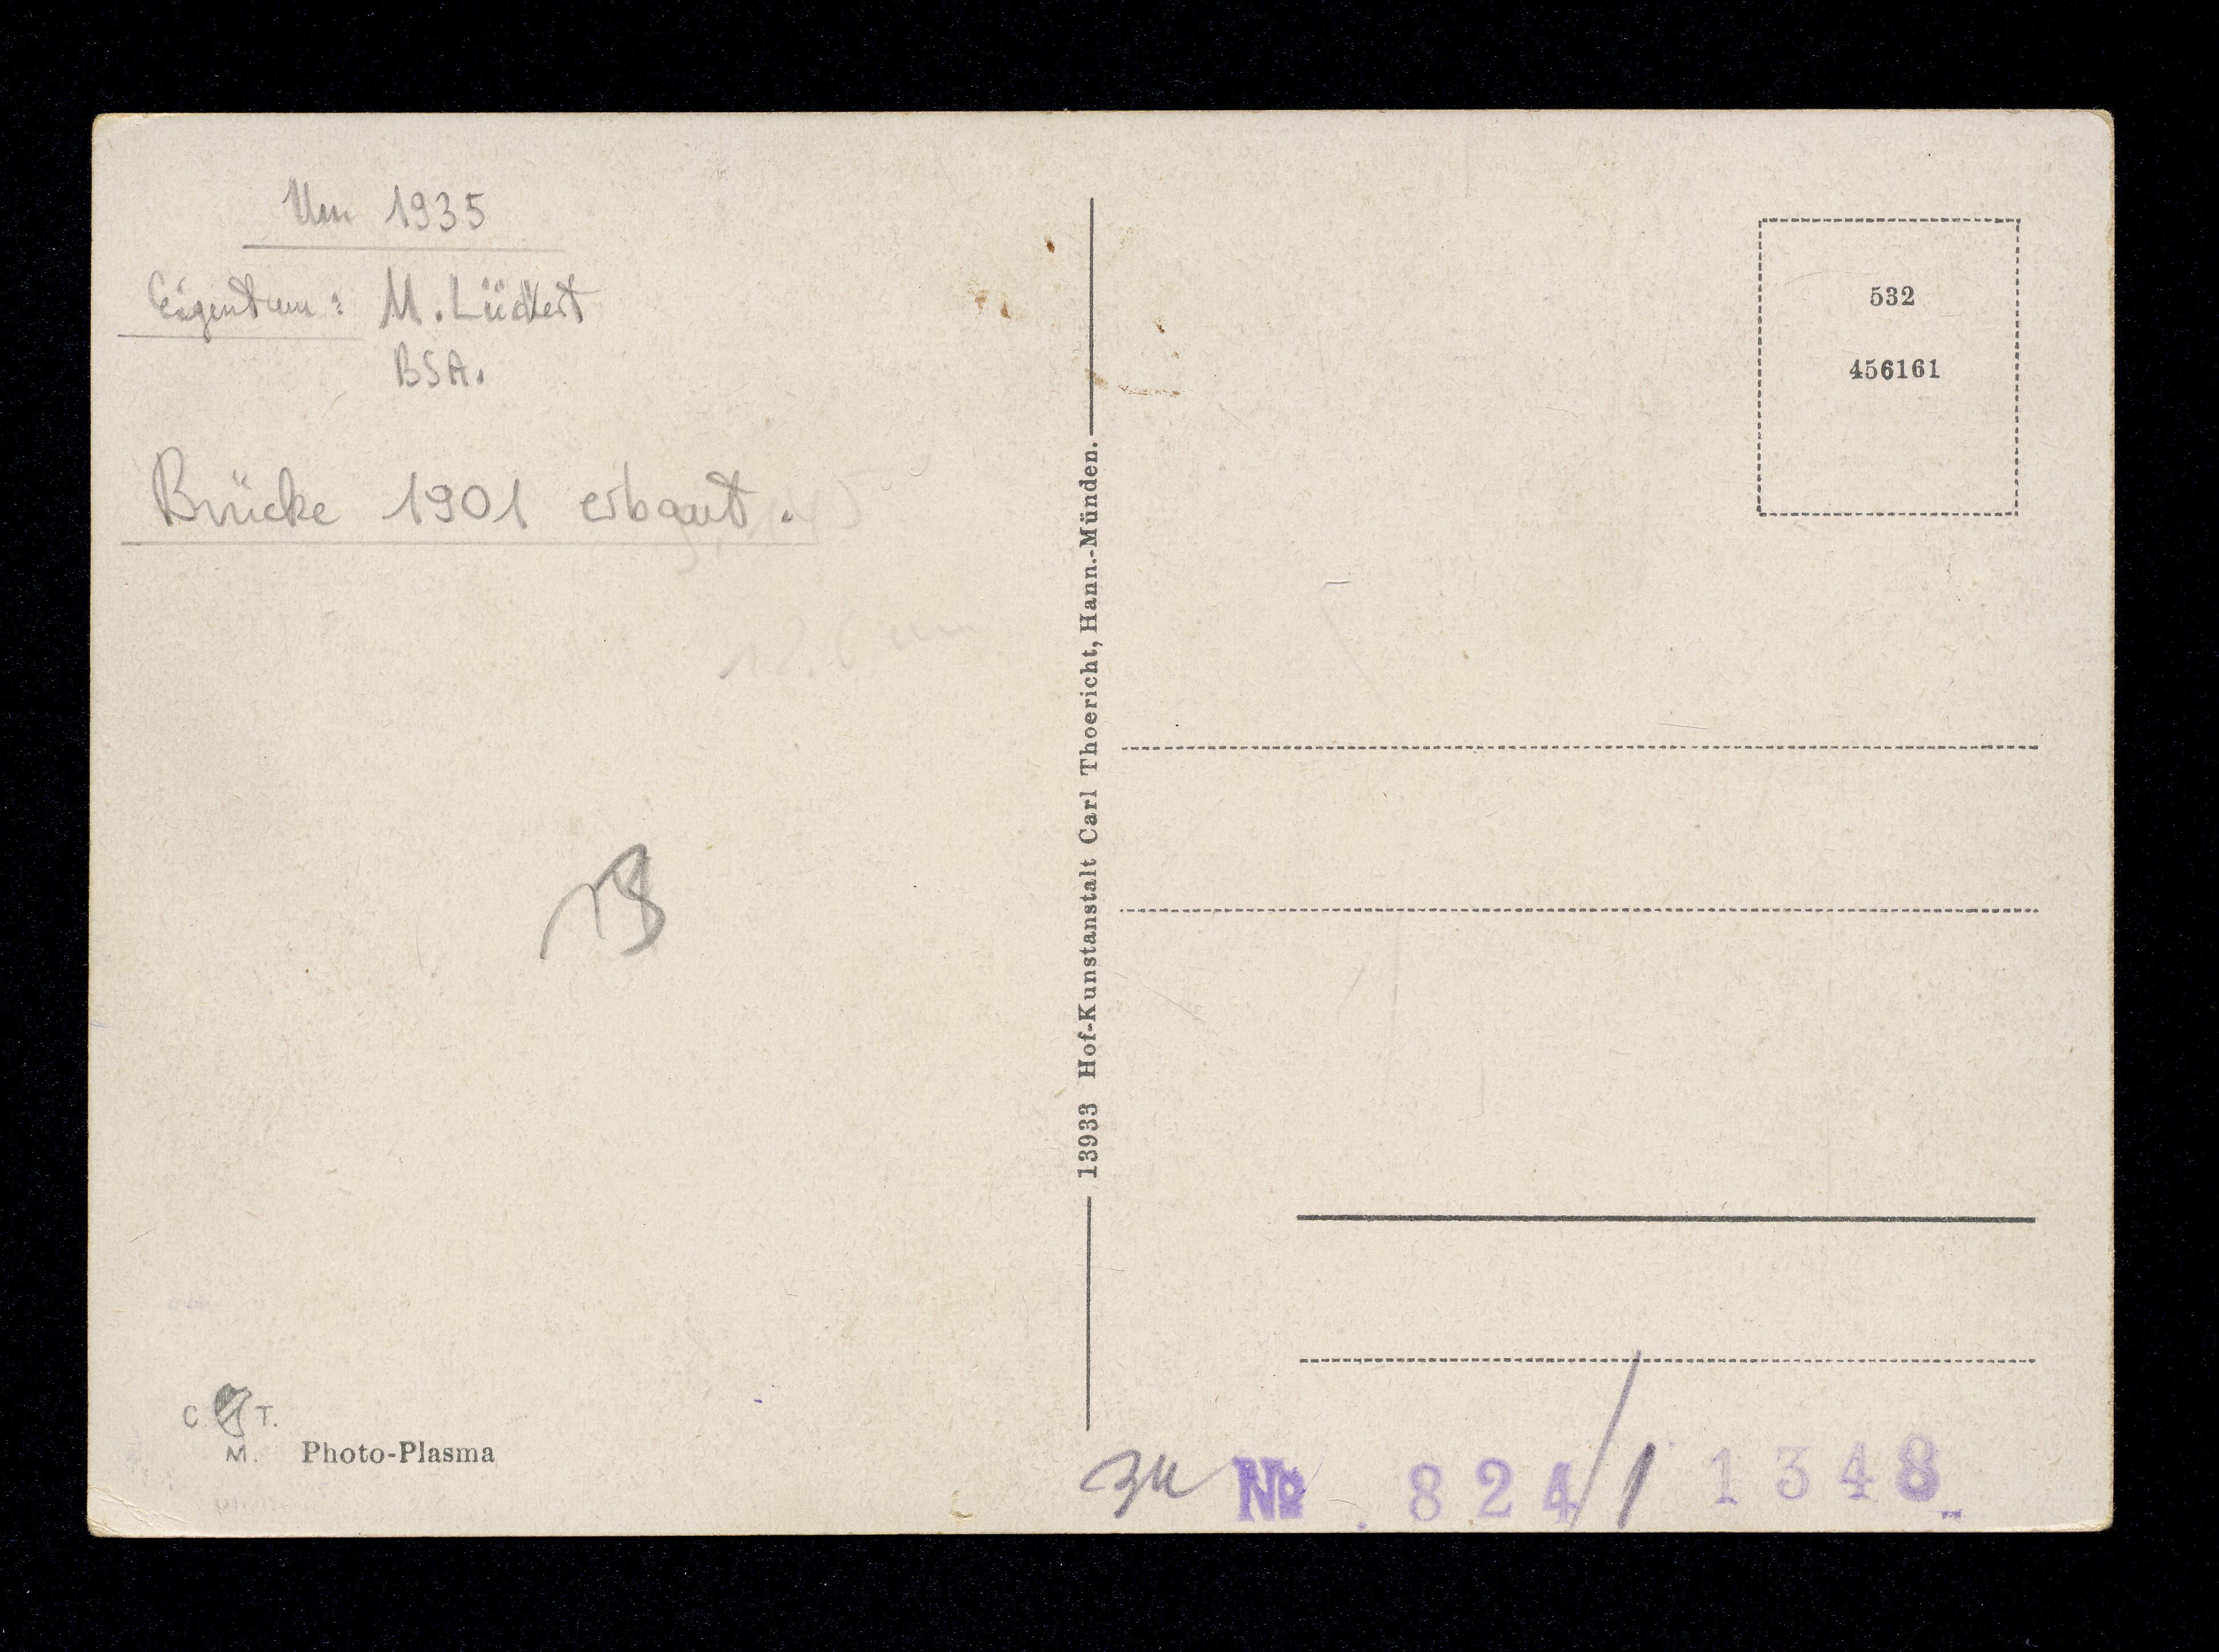 Um 1935
Eigentum: M. Lückert
BSA.
Brücke 1901 erbaut.
C. T.
M. Photo-Plasma
13933 Hof-Kunstanstalt Carl Thoericht, Hann.-Münden.
532
456161
zu No. 824/1 1348